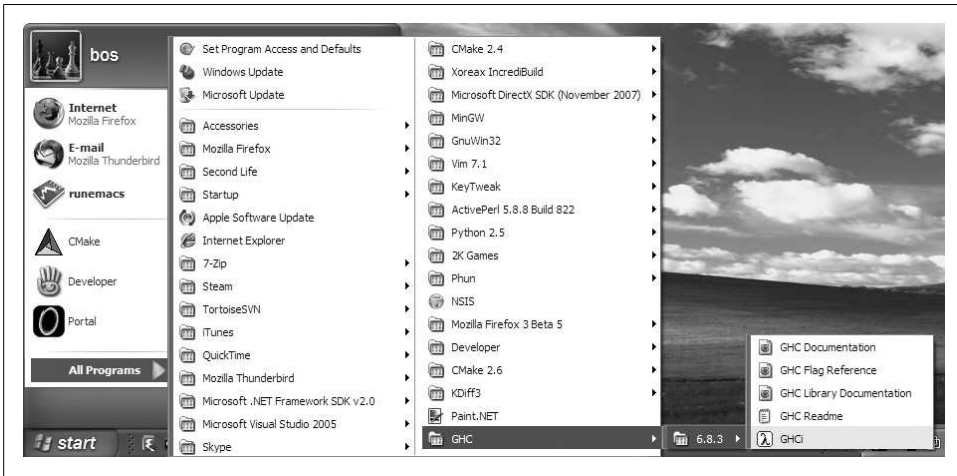 bos
Internet
Mozilla Firefox
E-mail
Mozilla Thunderbird
runemacs
CMake
Developer
Portal
All Programs
start
Set Program Access and Defaults
Windows Update
Microsoft Update
Accessories
Mozilla Firefox
Second Life
Startup
Apple Software Update
Internet Explorer
7-Zip
Steam
TortoiseSVN
iTunes
QuickTime
Mozilla Thunderbird
Microsoft .NET Framework SDK v2.0
Microsoft Visual Studio 2005
Skype
CMake 2.4
Xoreax IncrediBuild
Microsoft DirectX SDK (November 2007)
MinGW
GnuWin32
Vim 7.1
KeyTweak
ActivePerl 5.8.8 Build 822
Python 2.5
2K Games
Phun
NSIS
Mozilla Firefox 3 Beta 5
Developer
CMake 2.6
KDiff3
Paint.NET
GHC
6.8.3
GHC Documentation
GHC Flag Reference
GHC Library Documentation
GHC Readme
λ GHCi